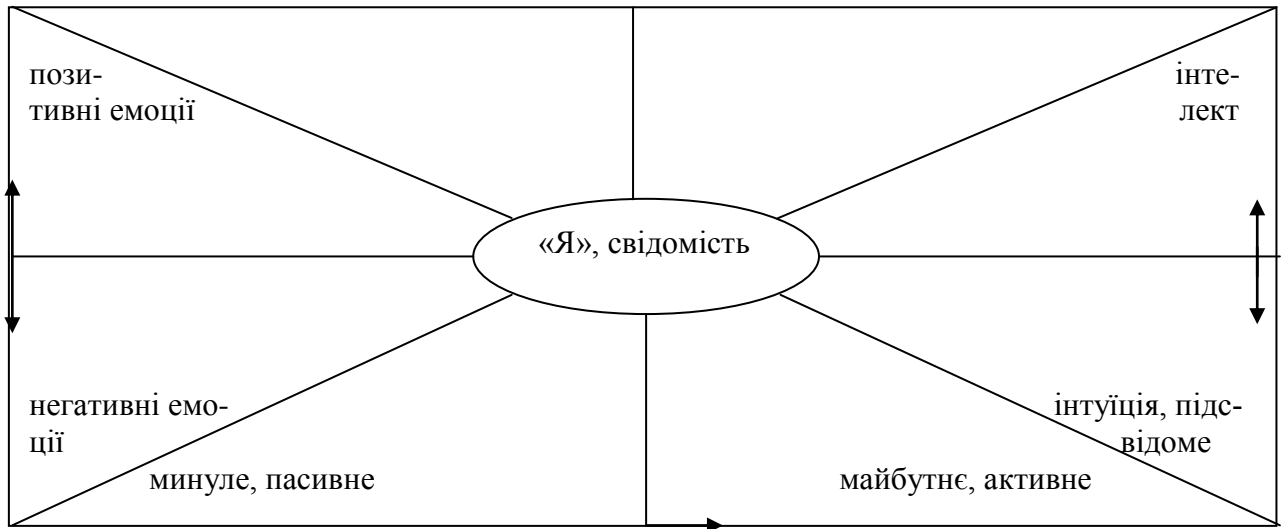 пози-
тивні емоції
інте-
лект
«Я», свідомість
негативні емо-
ції
інтуїція, підс-
відоме
минуле, пасивне
майбутнє, активне